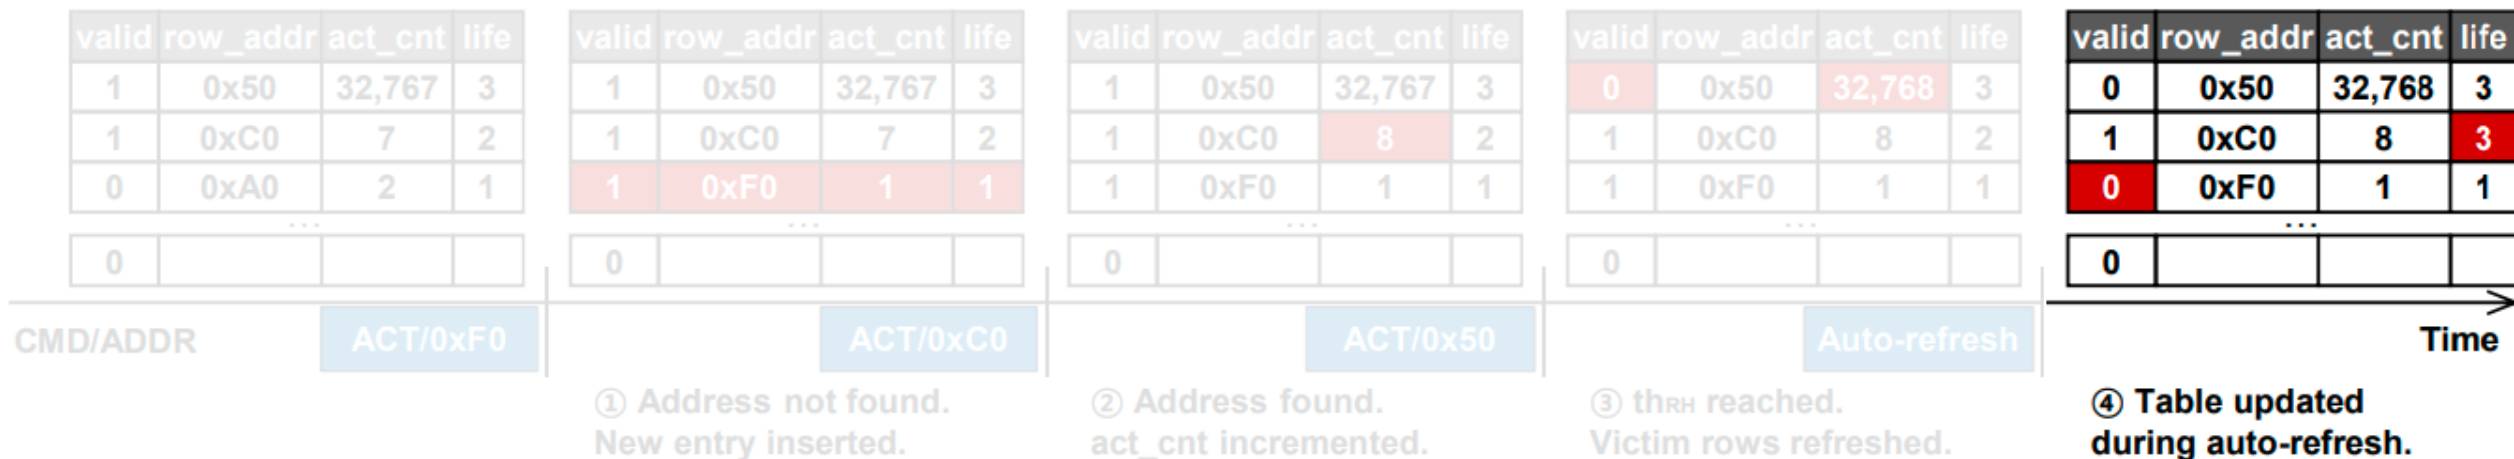 valid row_addr act_cnt life
1 0x50 32,767 3
1 0xC0 7 2
0 0xA0 2 1
...
0
valid row_addr act_cnt life
1 0x50 32,767 3
1 0xC0 7 2
1 0xF0 1 1
...
0
valid row_addr act_cnt life
1 0x50 32,767 3
1 0xC0 8 2
1 0xF0 1 1
...
0
valid row_addr act_cnt life
0 0x50 32,768 3
1 0xC0 8 2
1 0xF0 1 1
...
0
valid row_addr act_cnt life
0 0x50 32,768 3
1 0xC0 8 3
0 0xF0 1 1
...
0
CMD/ADDR ACT/0xF0 ACT/0xC0 ACT/0x50 Auto-refresh Time
① Address not found.
New entry inserted.
② Address found.
act_cnt incremented.
③ thRH reached.
Victim rows refreshed.
④ Table updated
during auto-refresh.